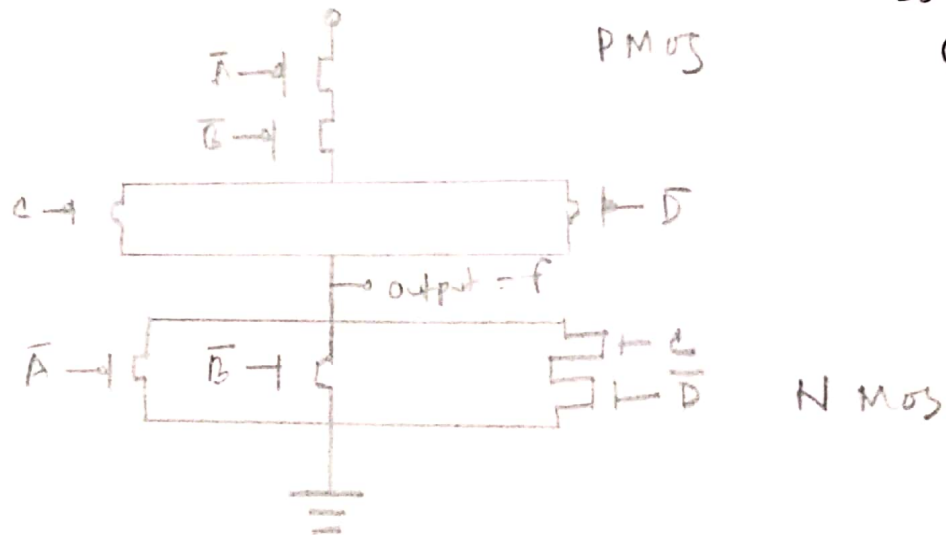 PMOS
A̅
B̅
C
D̅
output = f
A̅
B̅
C
D̅
N MOS